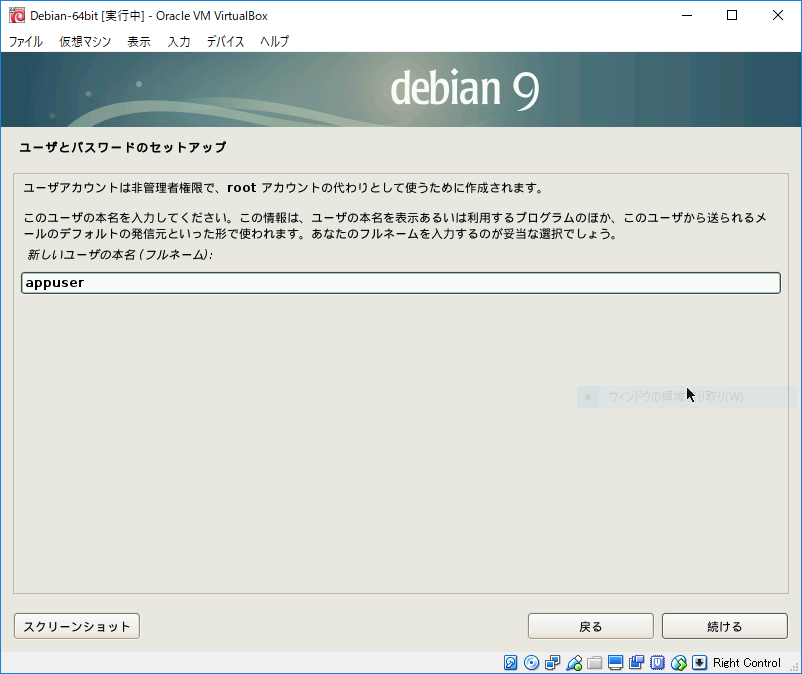 Debian-64bit [実行中] - Oracle VM VirtualBox
ファイル 仮想マシン 表示 入力 デバイス ヘルプ
debian 9
ユーザとパスワードのセットアップ
ユーザアカウントは非管理者権限で、root アカウントの代わりとして使うために作成されます。
このユーザの本名を入力してください。この情報は、ユーザの本名を表示あるいは利用するプログラムのほか、このユーザから送られるメ
ールのデフォルトの発信元といった形で使われます。あなたのフルネームを入力するのが妥当な選択でしょう。
新しいユーザの本名 (フルネーム):
appuser
ウィンドウの領域 り取り(W)
スクリーンショット 戻る 続ける
Right Control